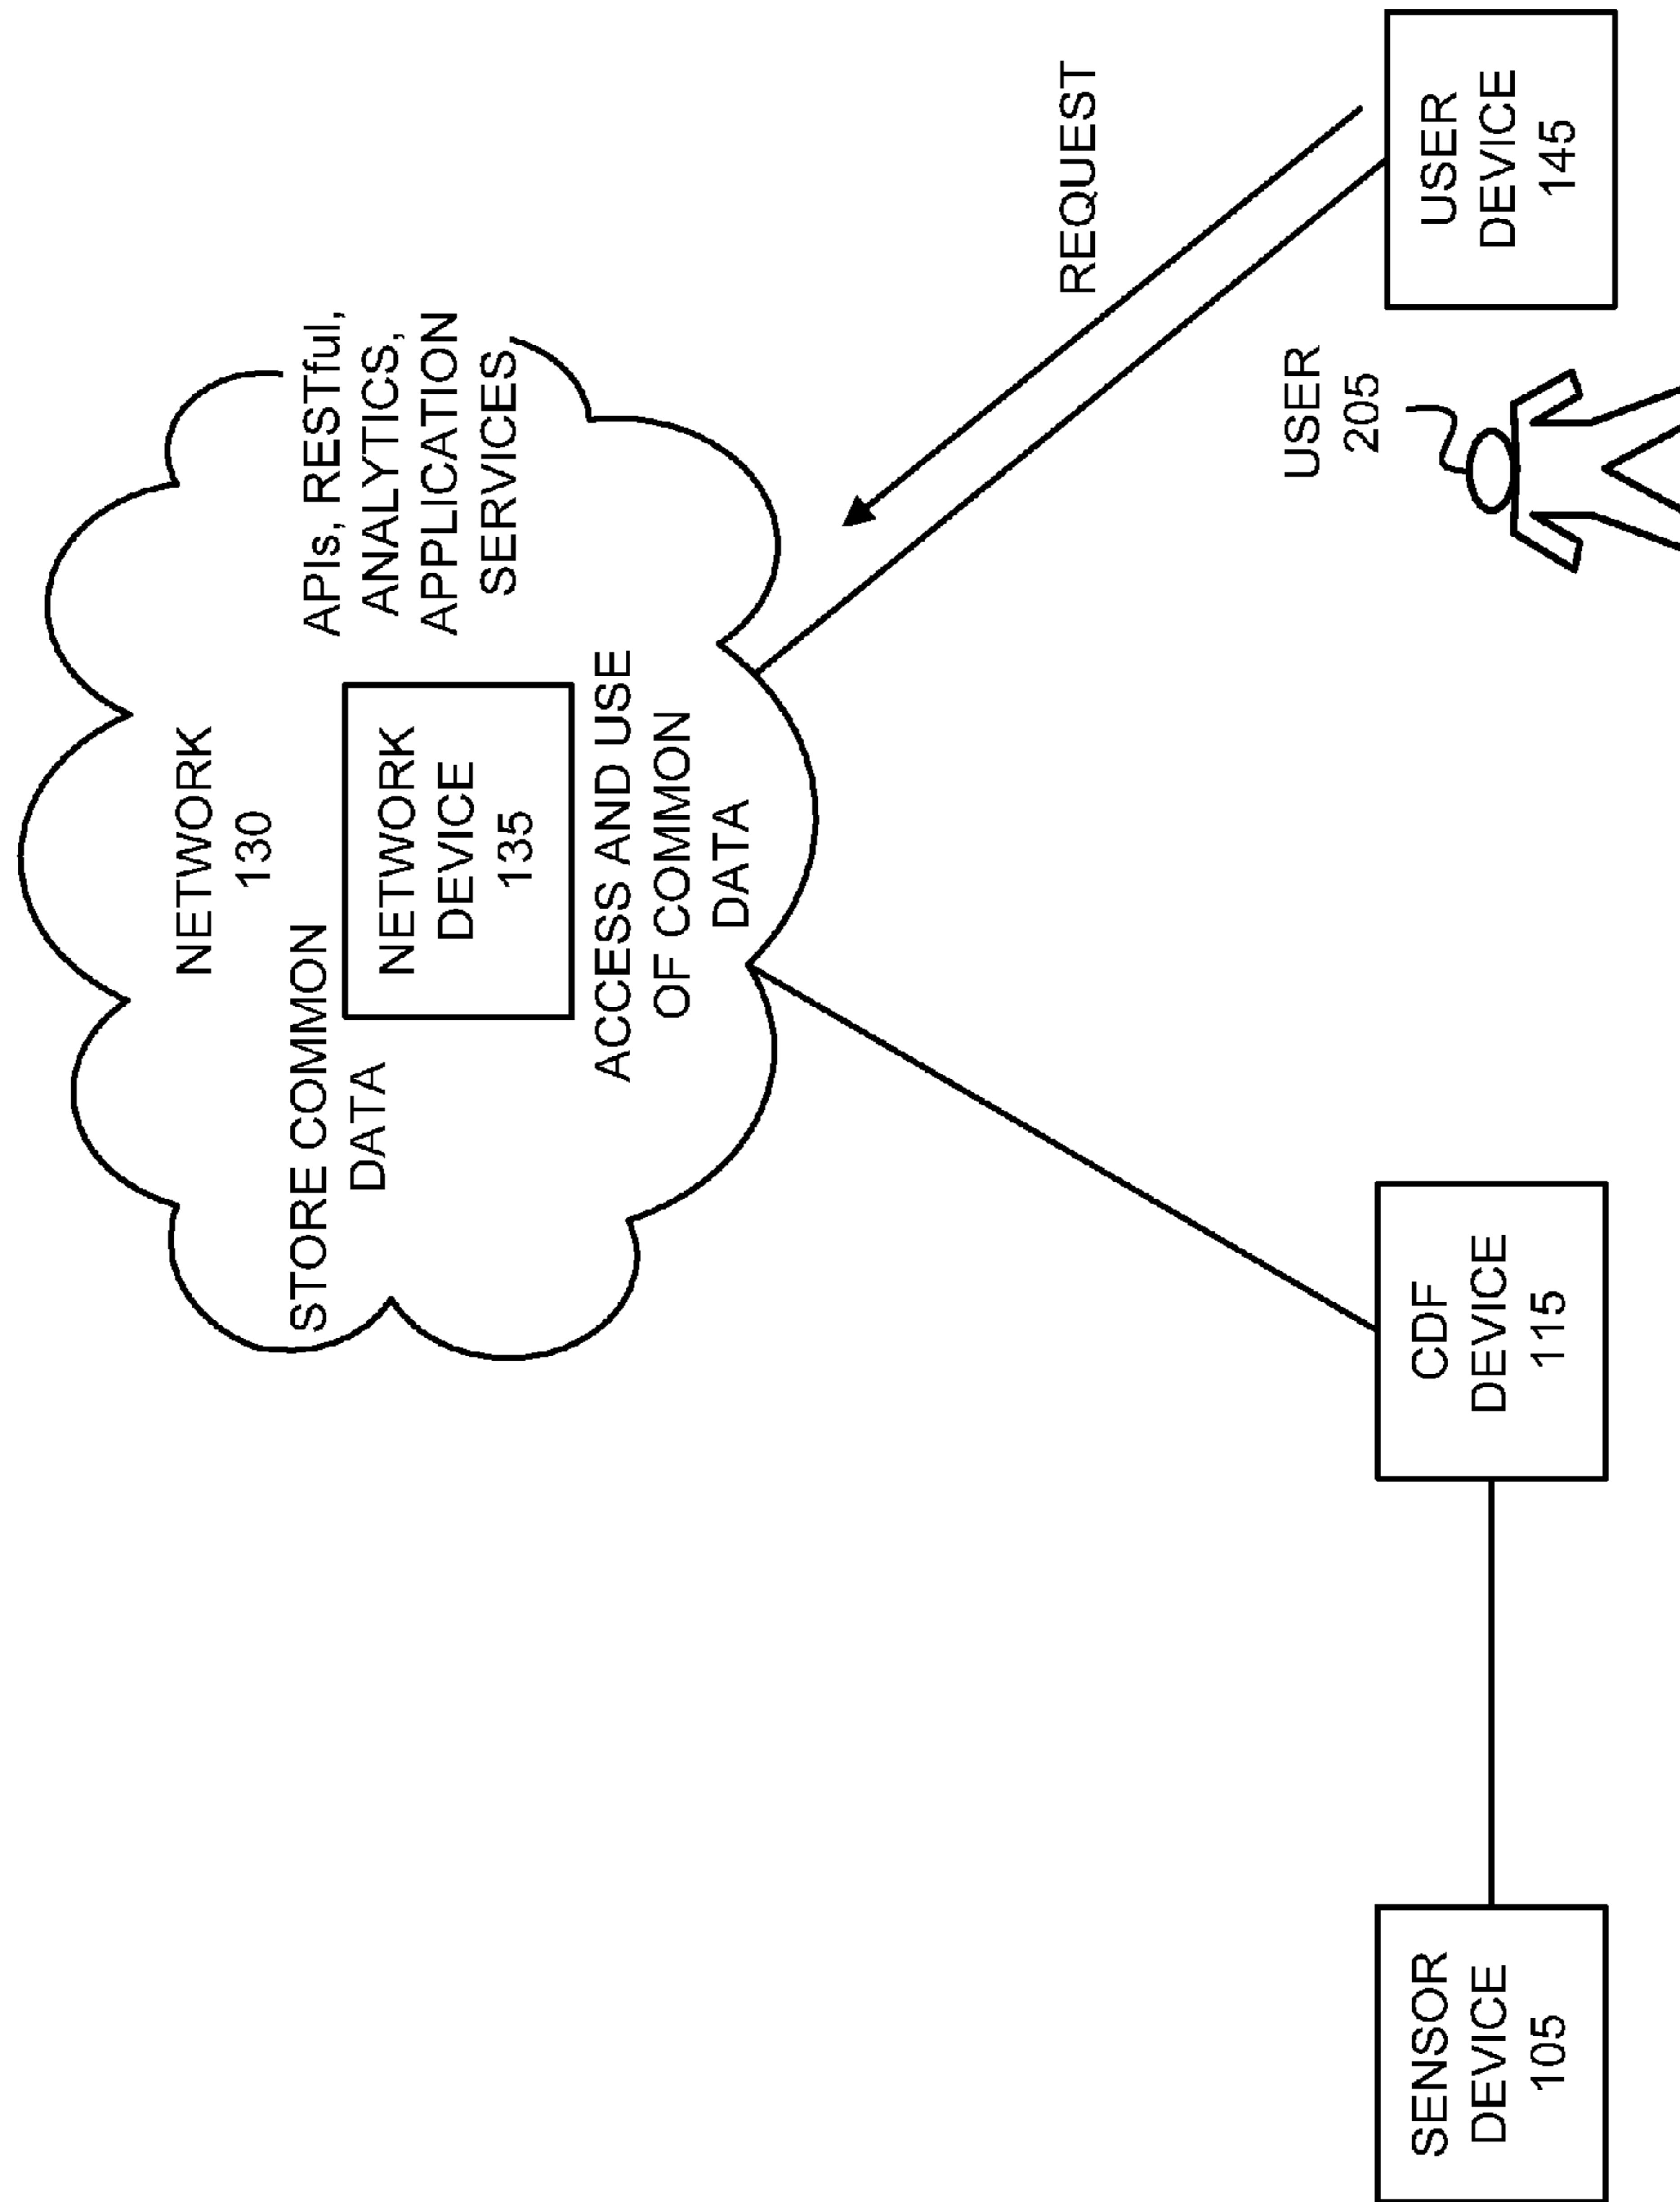 NETWORK
130
STORE COMMON
DATA
APIs, RESTful,
ANALYTICS,
APPLICATION
SERVICES
NETWORK
DEVICE
135
ACCESS AND USE
OF COMMON
DATA
REQUEST
USER
205
SENSOR
DEVICE
105
CDF
DEVICE
115
USER
DEVICE
145